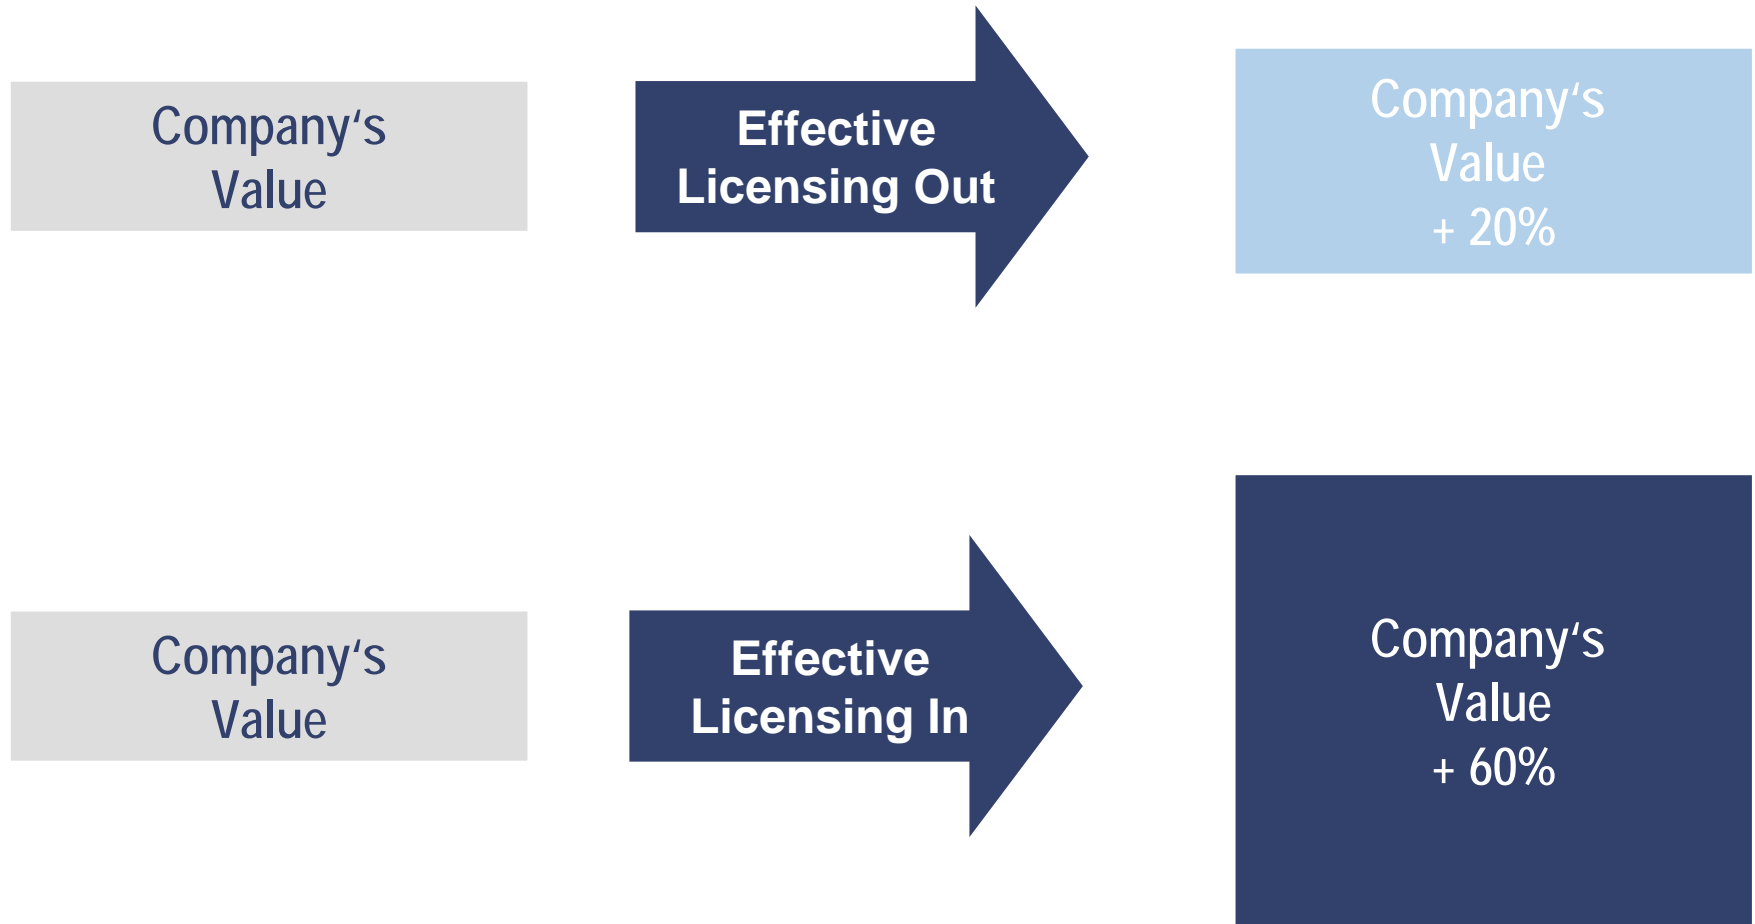 Company‘s
Value
Effective
Licensing Out
Company‘s
Value
+ 20%
Company‘s
Value
Effective
Licensing In
Company‘s
Value
+ 60%